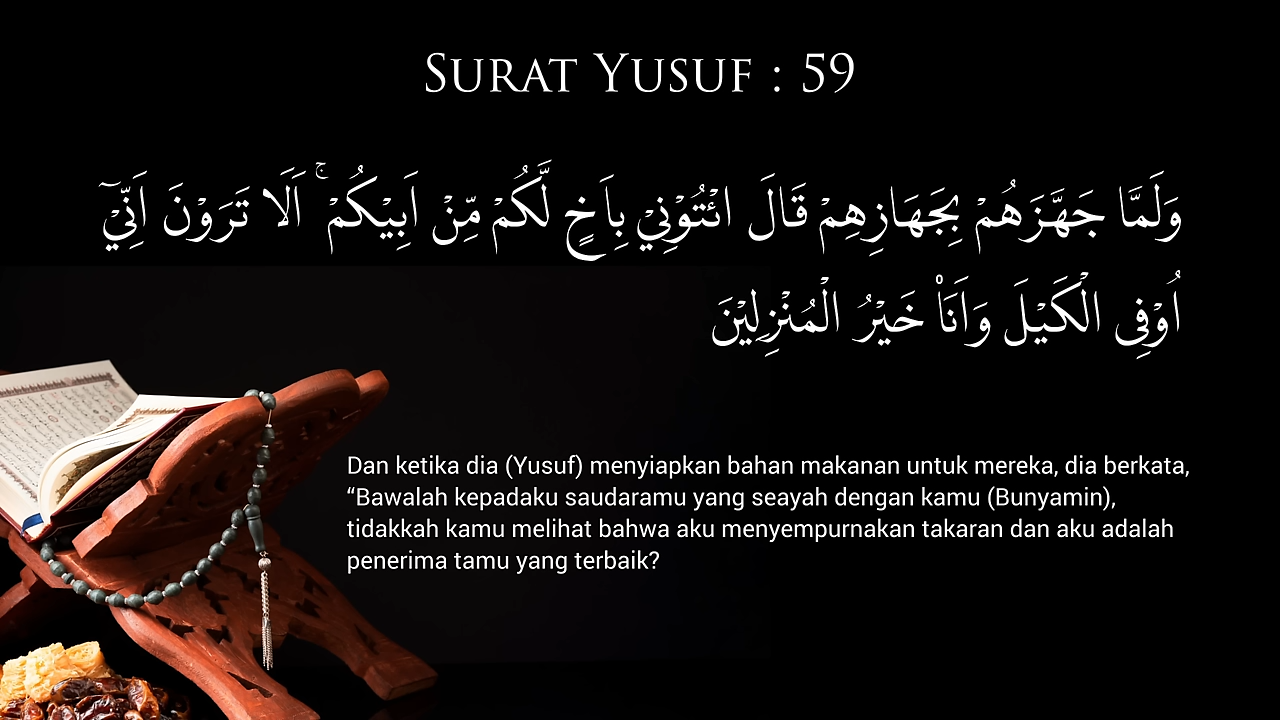 SURAT YUSUF : 59
وَلَمَّا جَهَّزَهُمْ بِجَهَازِهِمْ قَالَ ائْتُوْنِيْ بِاَخٍ لَّكُمْ مِّنْ اَبِيْكُمْ ۚ اَلَا تَرَوْنَ اَنِّيْٓ
اُوْفِى الْكَيْلَ وَاَنَا۠ خَيْرُ الْمُنْزِلِيْنَ
Dan ketika dia (Yusuf) menyiapkan bahan makanan untuk mereka, dia berkata,
“Bawalah kepadaku saudaramu yang seayah dengan kamu (Bunyamin),
tidakkah kamu melihat bahwa aku menyempurnakan takaran dan aku adalah
penerima tamu yang terbaik?